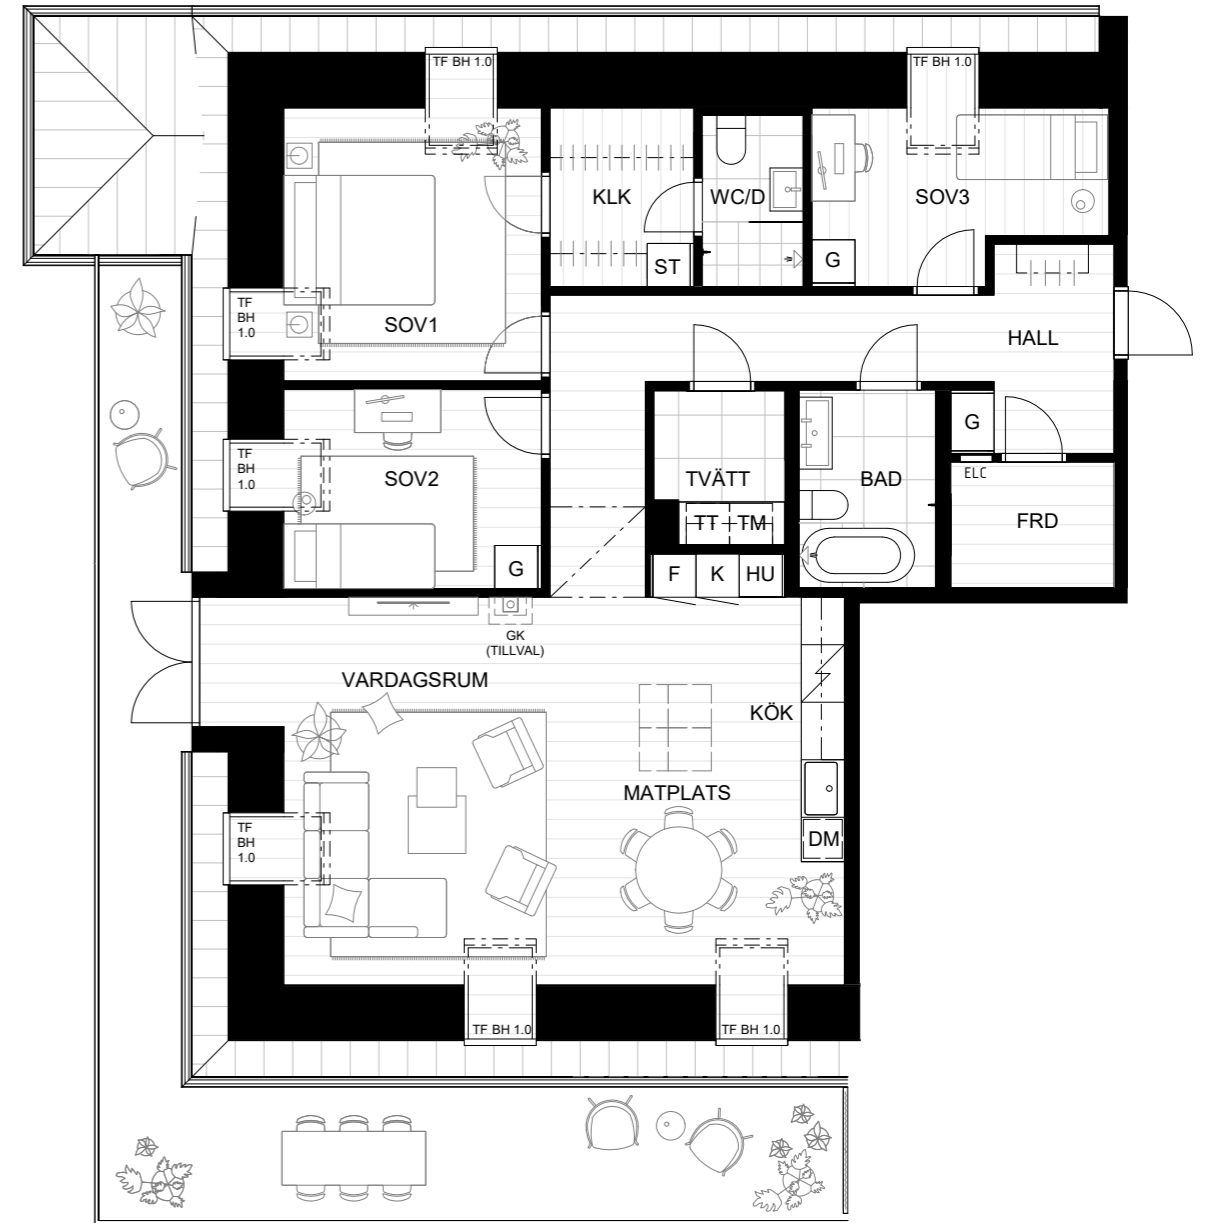 TF BH 1.0
TF BH 1.0
KLK
WC/D
SOV3
ST
G
TF
BH
1.0
SOV1
HALL
G
TF
BH
1.0
SOV2
TVÄTT
BAD
ELC
TT
TM
FRD
G
F
K
HU
GK
(TILLVAL)
VARDAGSRUM
KÖK
MATPLATS
TF
BH
1.0
DM
TF BH 1.0
TF BH 1.0